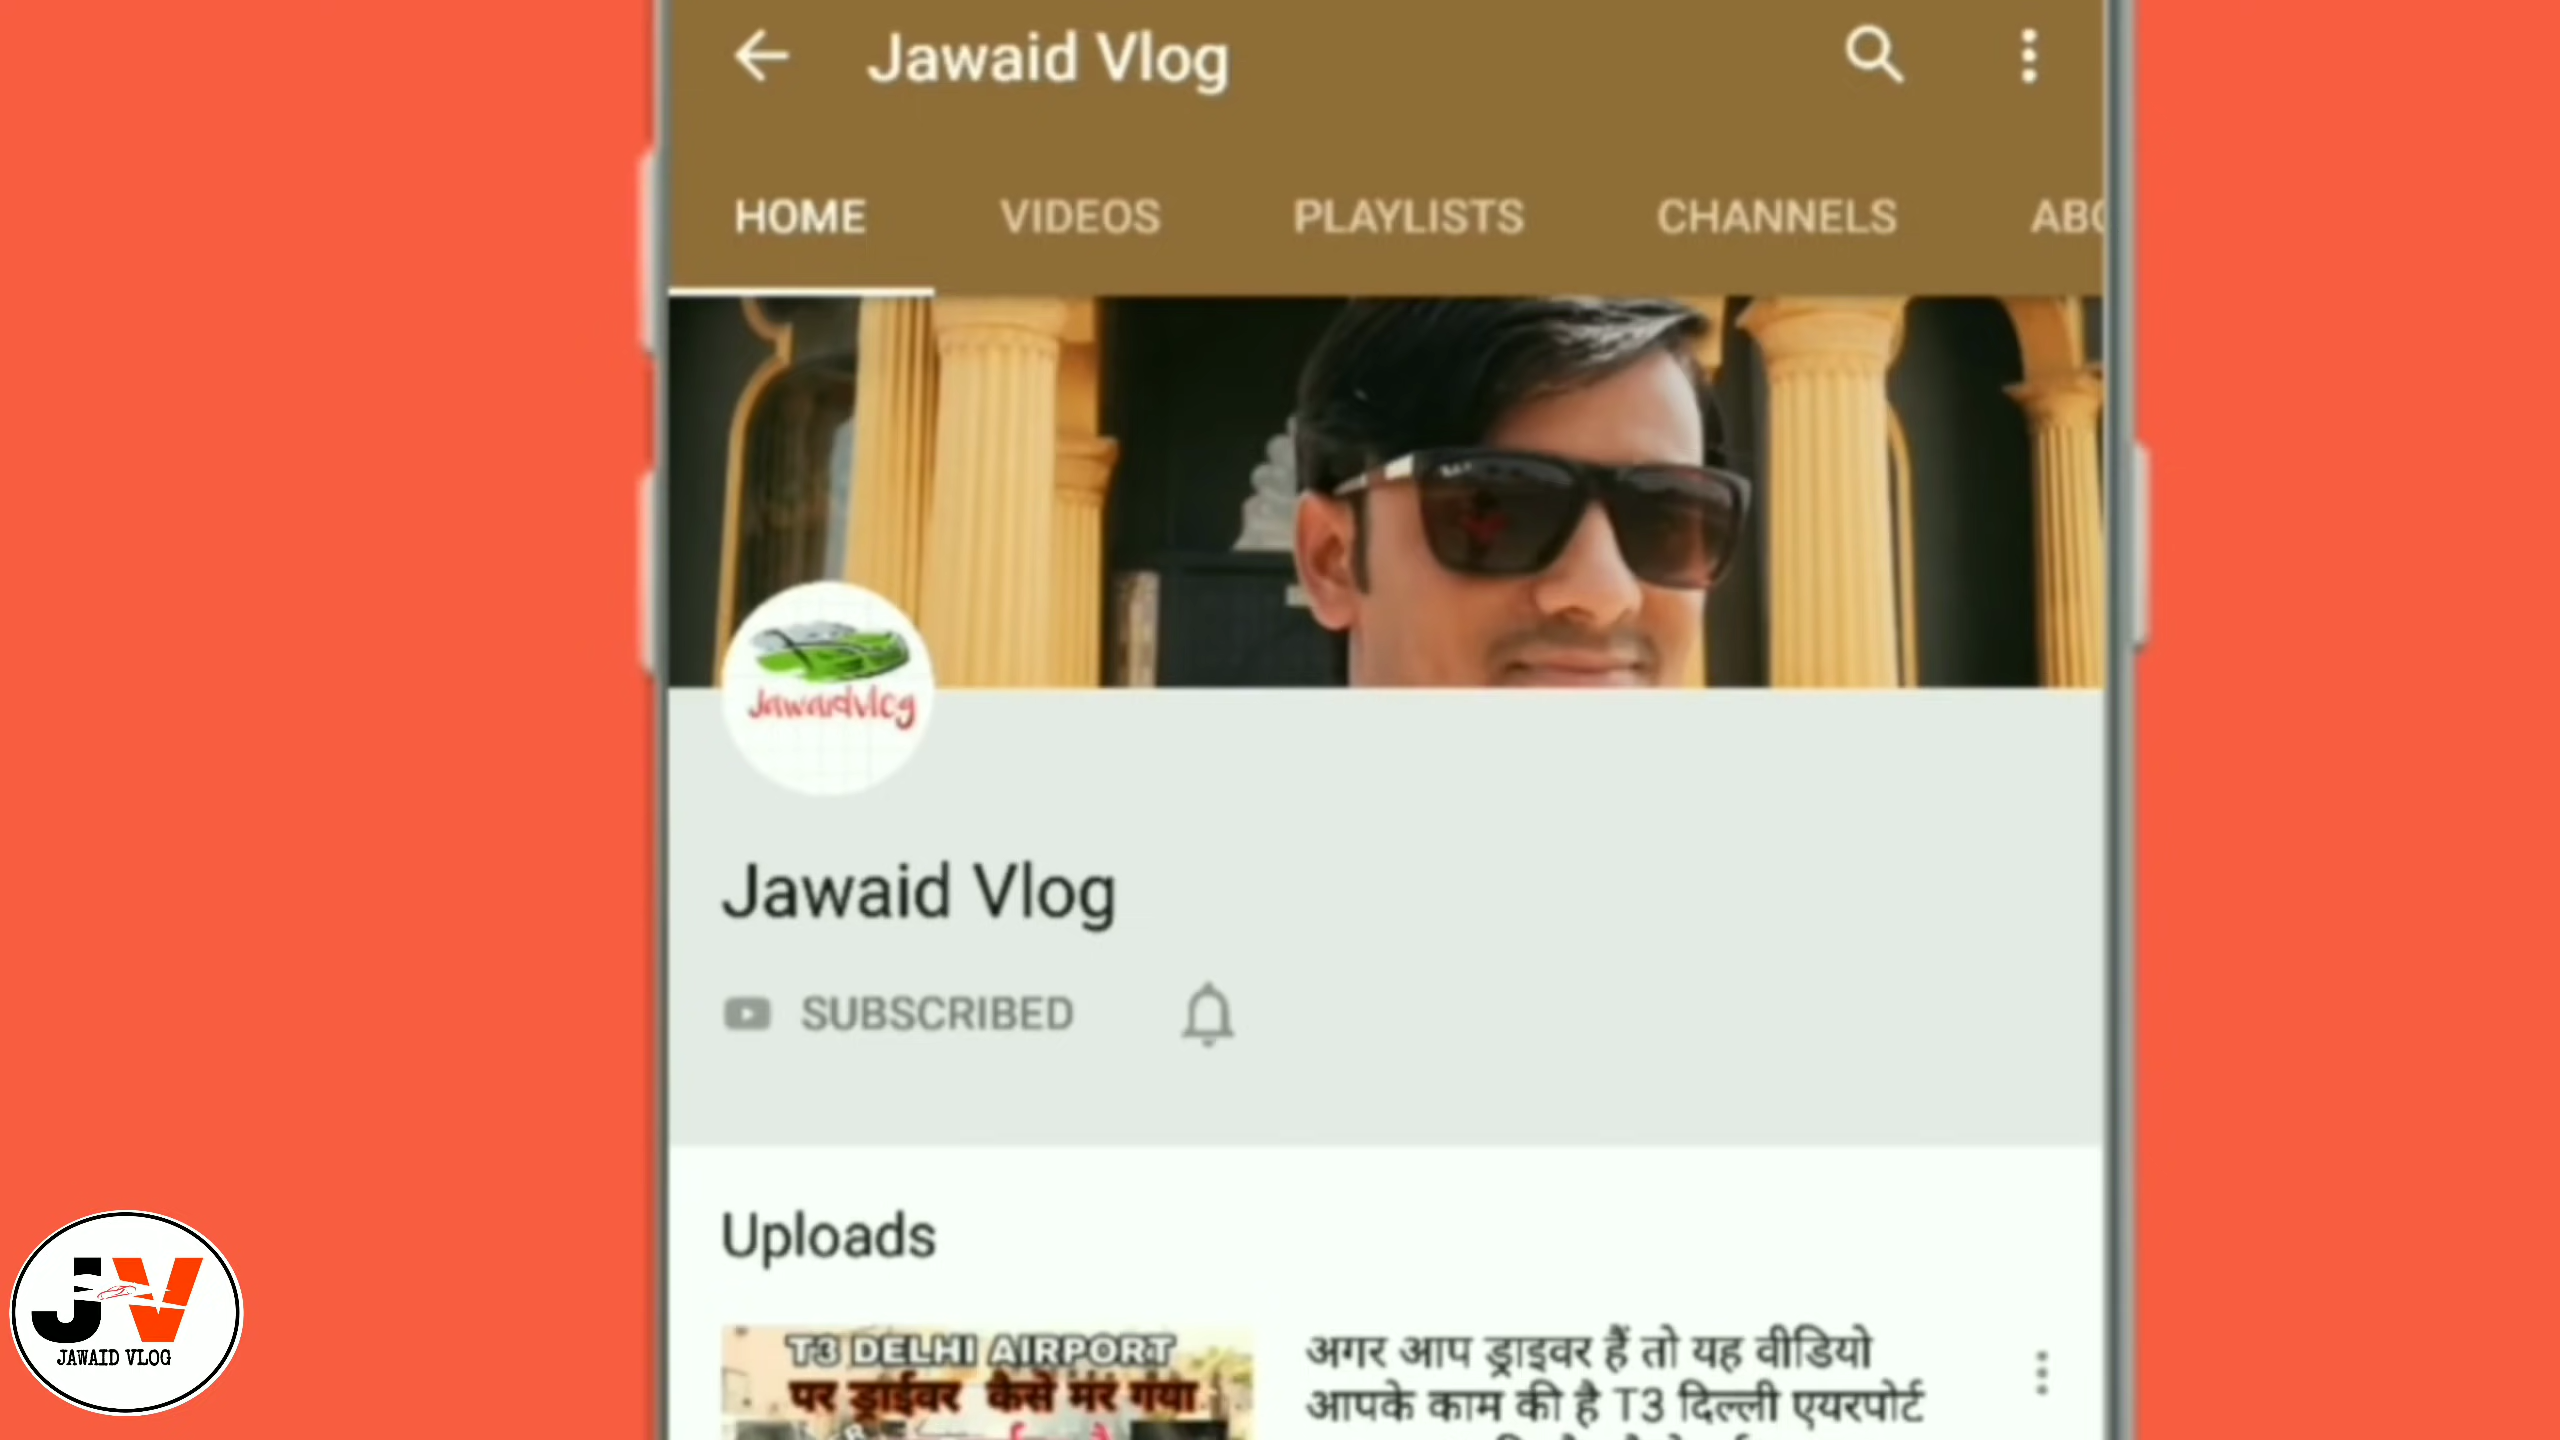 Jawaid Vlog
HOME VIDEOS PLAYLISTS CHANNELS ABO
Jawaidvlog
Jawaid Vlog
SUBSCRIBED
Uploads
T3 DELHI AIRPORT
पर ड्राईवर कैसे मर गया
अगर आप ड्राइवर हैं तो यह वीडियो
आपके काम की है T3 दिल्ली एयरपोर्ट
JV
JAWAID VLOG